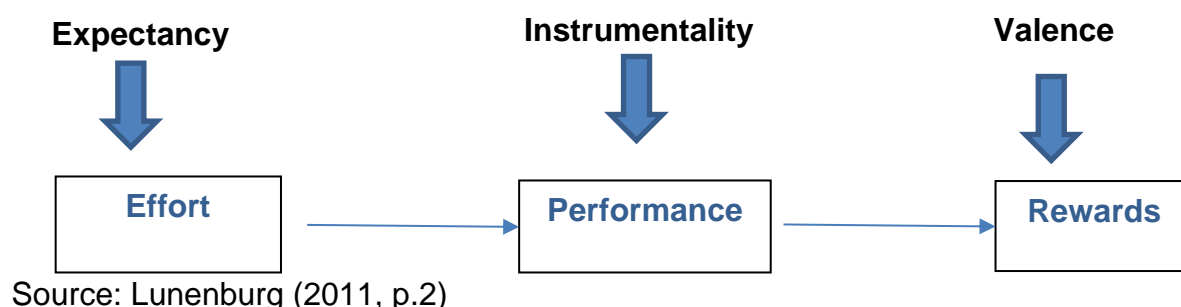 Expectancy Instrumentality Valence
Effort Performance Rewards
Source: Lunenburg (2011, p.2)